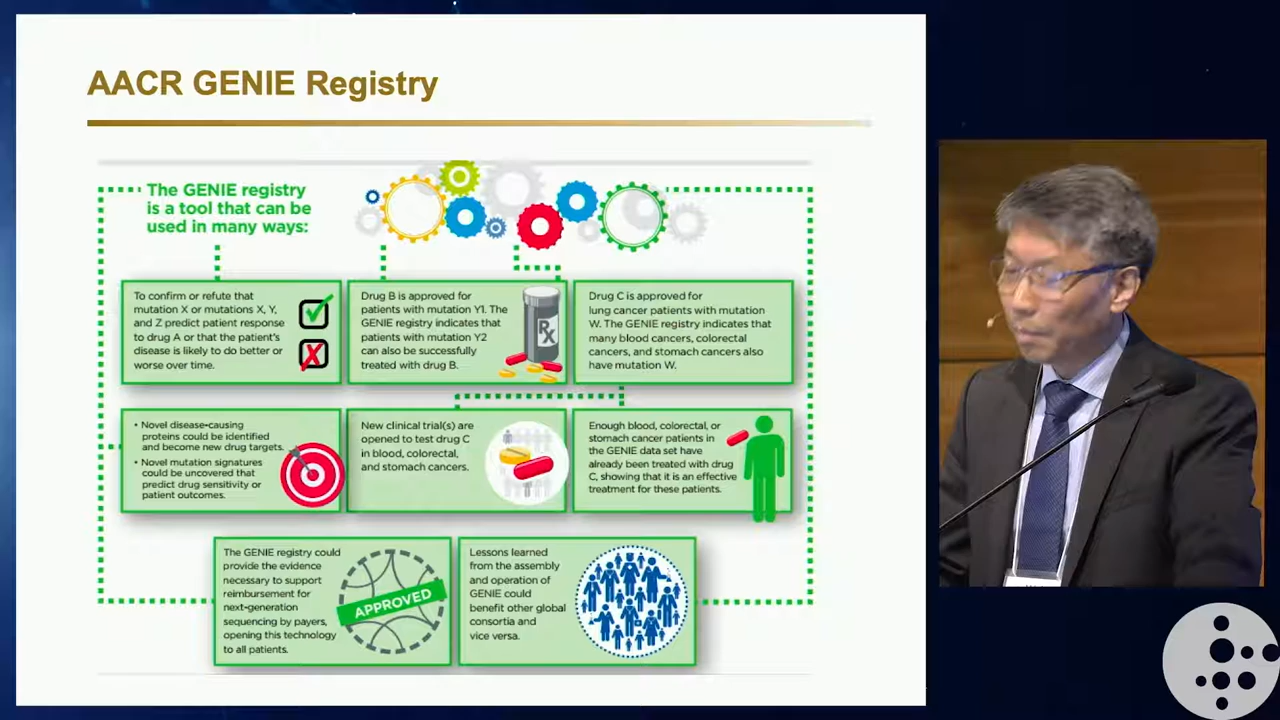 AACR GENIE Registry
The GENIE registry
is a tool that can be
used in many ways:
To confirm or refute that
mutation X or mutations X, Y,
and Z predict patient response
to drug A or that the patient's
disease is likely to do better or
worse over time.
Drug B is approved for
patients with mutation Y1. The
GENIE registry indicates that
patients with mutation Y2
can also be successfully
treated with drug B.
Rx
Drug C is approved for
lung cancer patients with mutation
W. The GENIE registry indicates that
many blood cancers, colorectal
cancers, and stomach cancers also
have mutation W.
• Novel disease-causing
proteins could be identified
and become new drug targets.
• Novel mutation signatures
could be uncovered that
predict drug sensitivity or
patient outcomes.
New clinical trial(s) are
opened to test drug C
in blood, colorectal,
and stomach cancers.
Enough blood, colorectal, or
stomach cancer patients in
the GENIE data set have
already been treated with drug
C, showing that it is an effective
treatment for these patients.
The GENIE registry could
provide the evidence
necessary to support
reimbursement for
next-generation
sequencing by payers,
opening this technology
to all patients.
APPROVED
Lessons learned
from the assembly
and operation of
GENIE could
benefit other global
consortia and
vice versa.